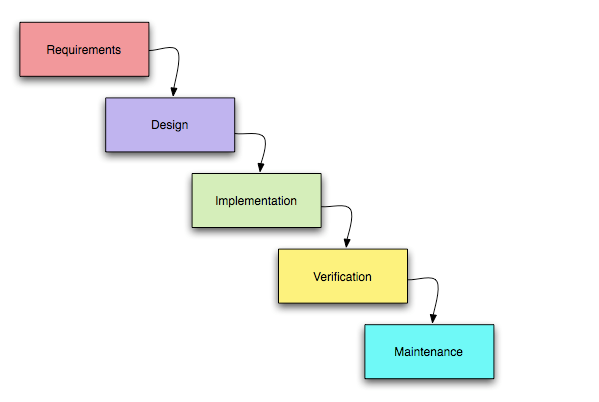 Requirements
Design
Implementation
Verification
Maintenance